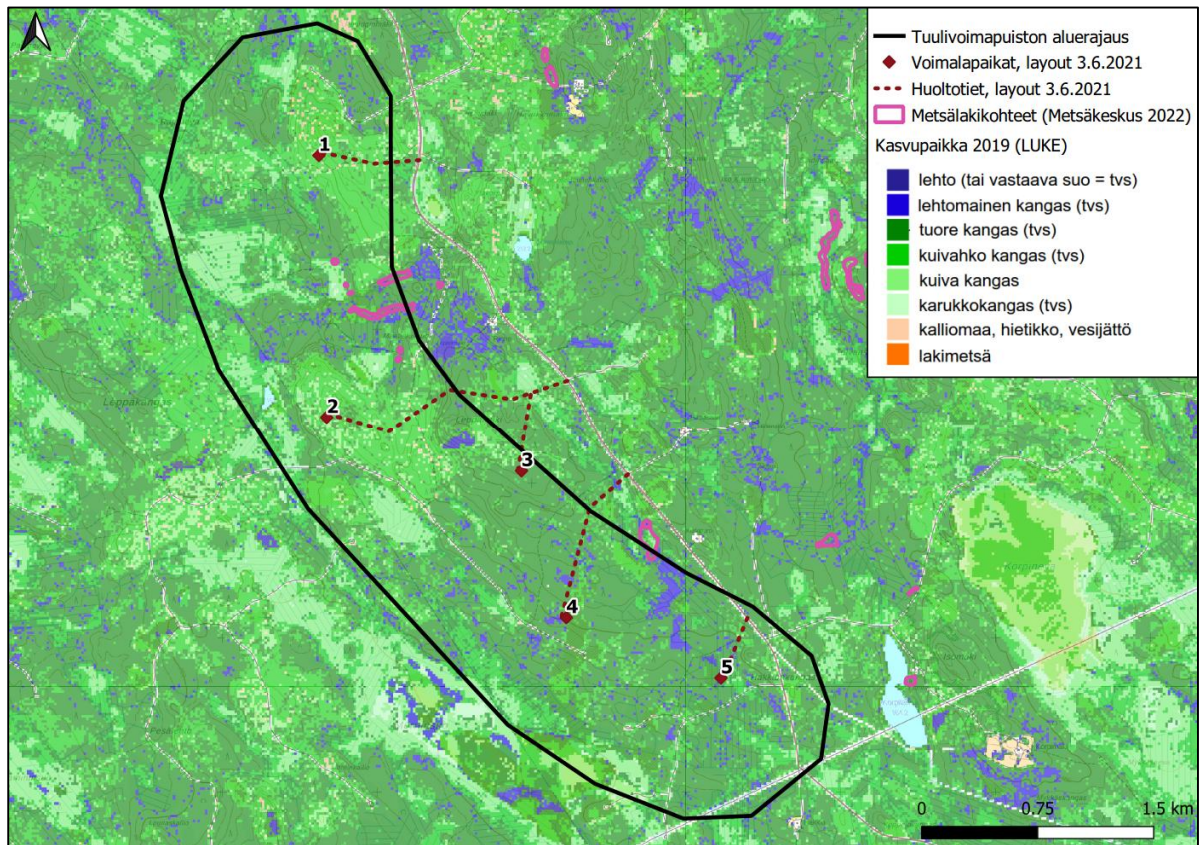 Tuulivoimapuiston aluerajaus
Voimalapaikat, layout 3.6.2021
Huoltotiet, layout 3.6.2021
Metsälakikohteet (Metsäkeskus 2022)
Kasvupaikka 2019 (LUKE)
lehto (tai vastaava suo = tvs)
lehtomainen kangas (tvs)
tuore kangas (tvs)
kuivahko kangas (tvs)
kuiva kangas
karukkokangas (tvs)
kalliomaa, hietikko, vesijättö
lakimetsä
1
Leppäkangas
2
3
4
5
0 0.75 1.5 km